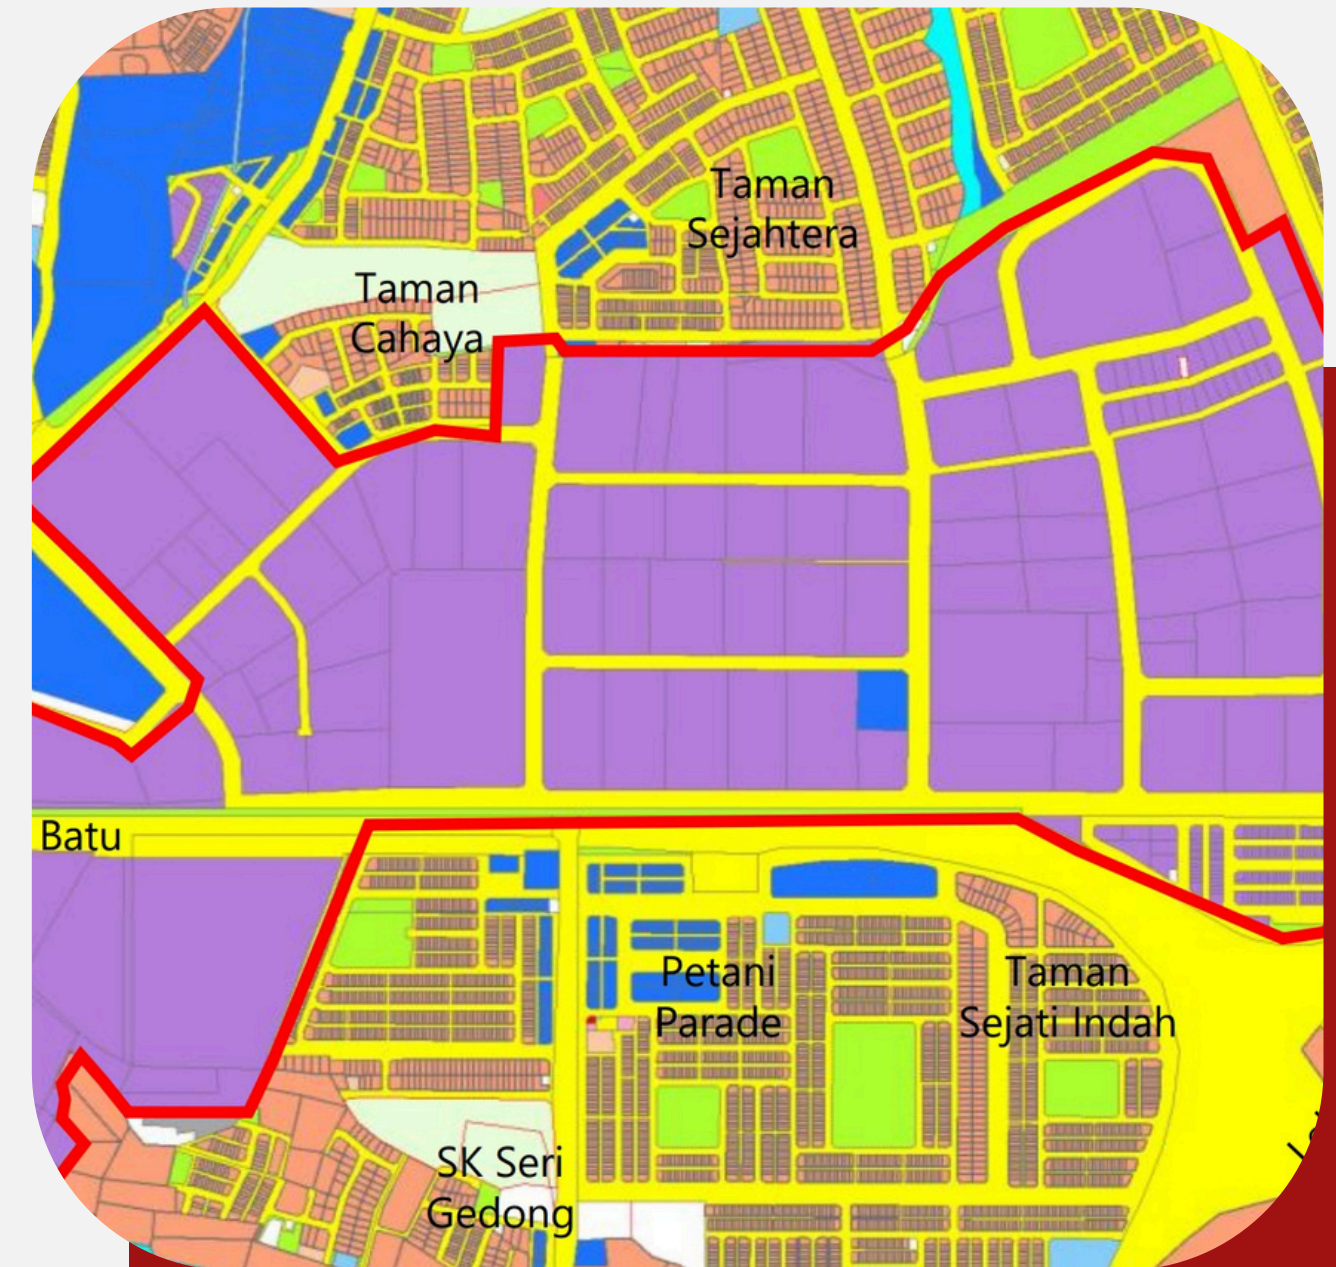 Taman
Sejahtera
Taman
Cahaya
Batu
Petani
Parade
Taman
Sejati Indah
SK Seri
Gedong